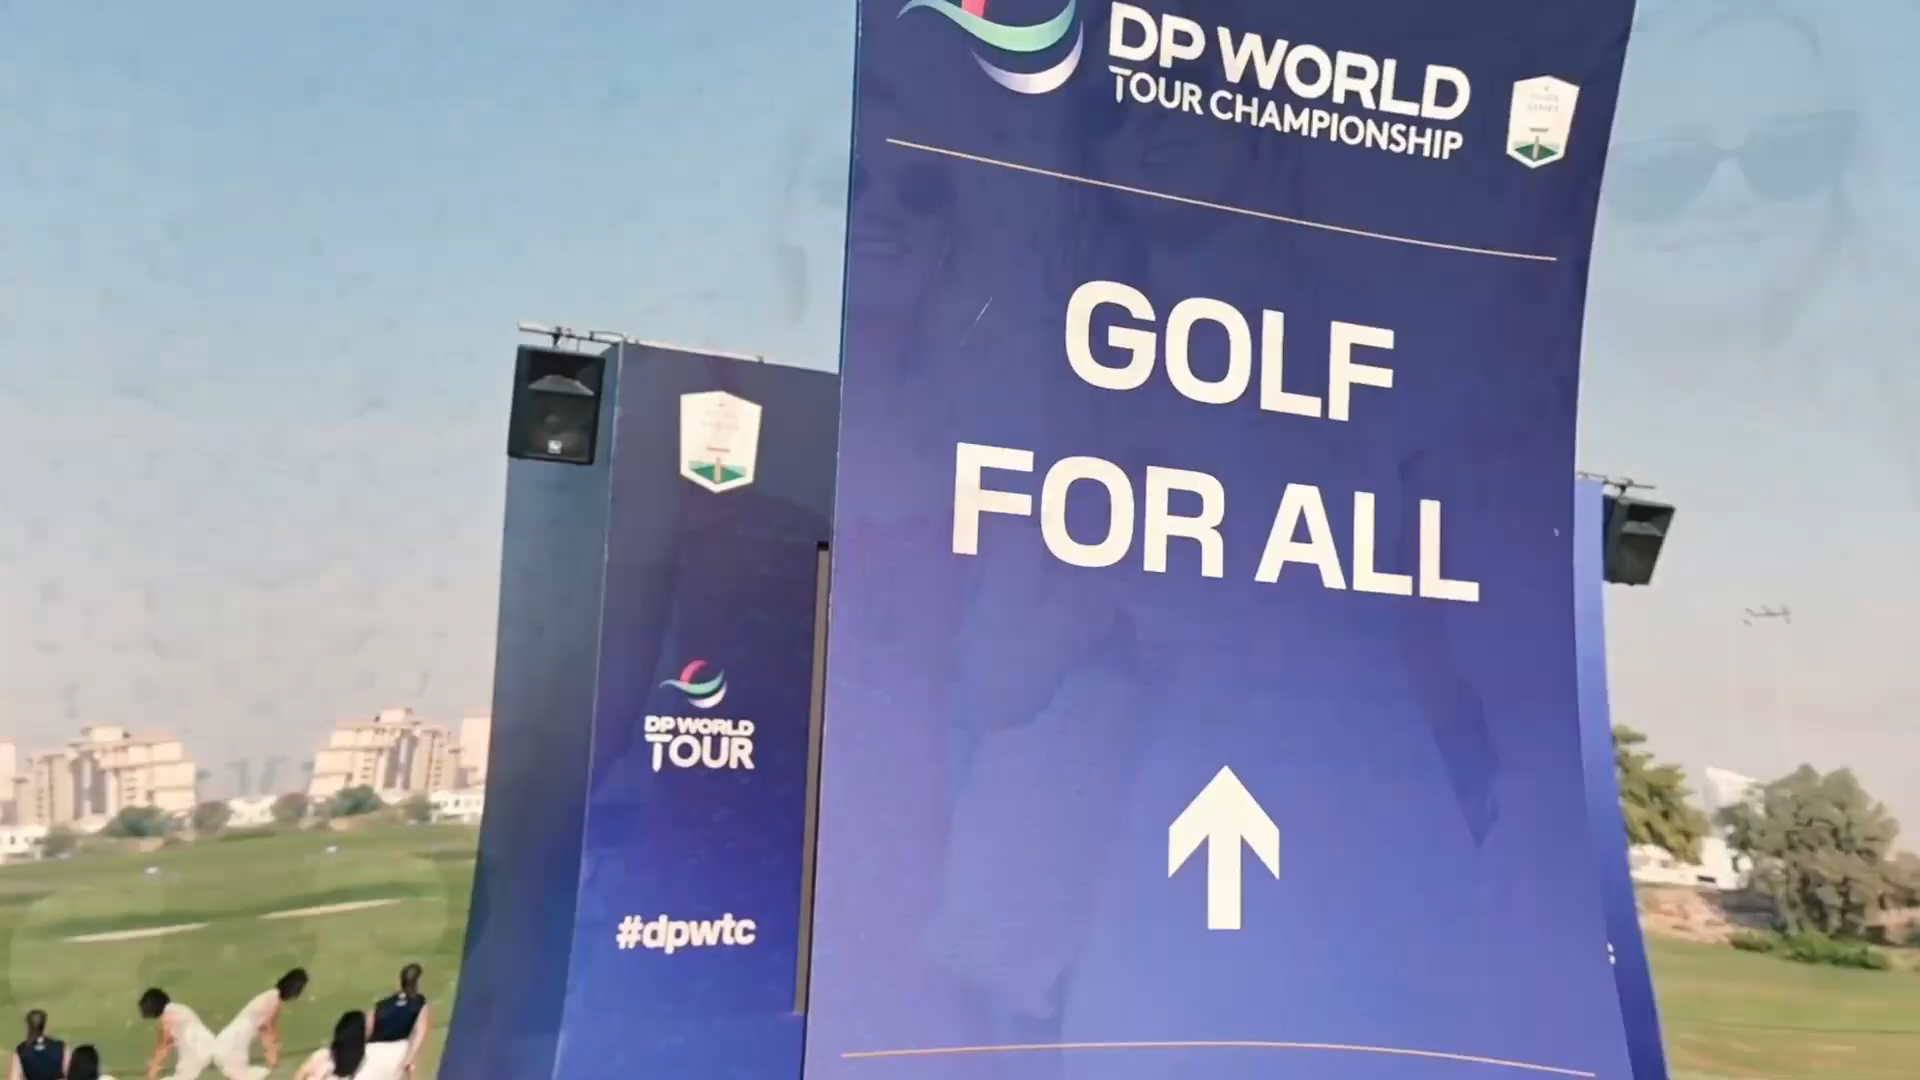 DP WORLD
TOUR CHAMPIONSHIP
GOLF
FOR ALL
DP WORLD
TOUR
#dpwtc